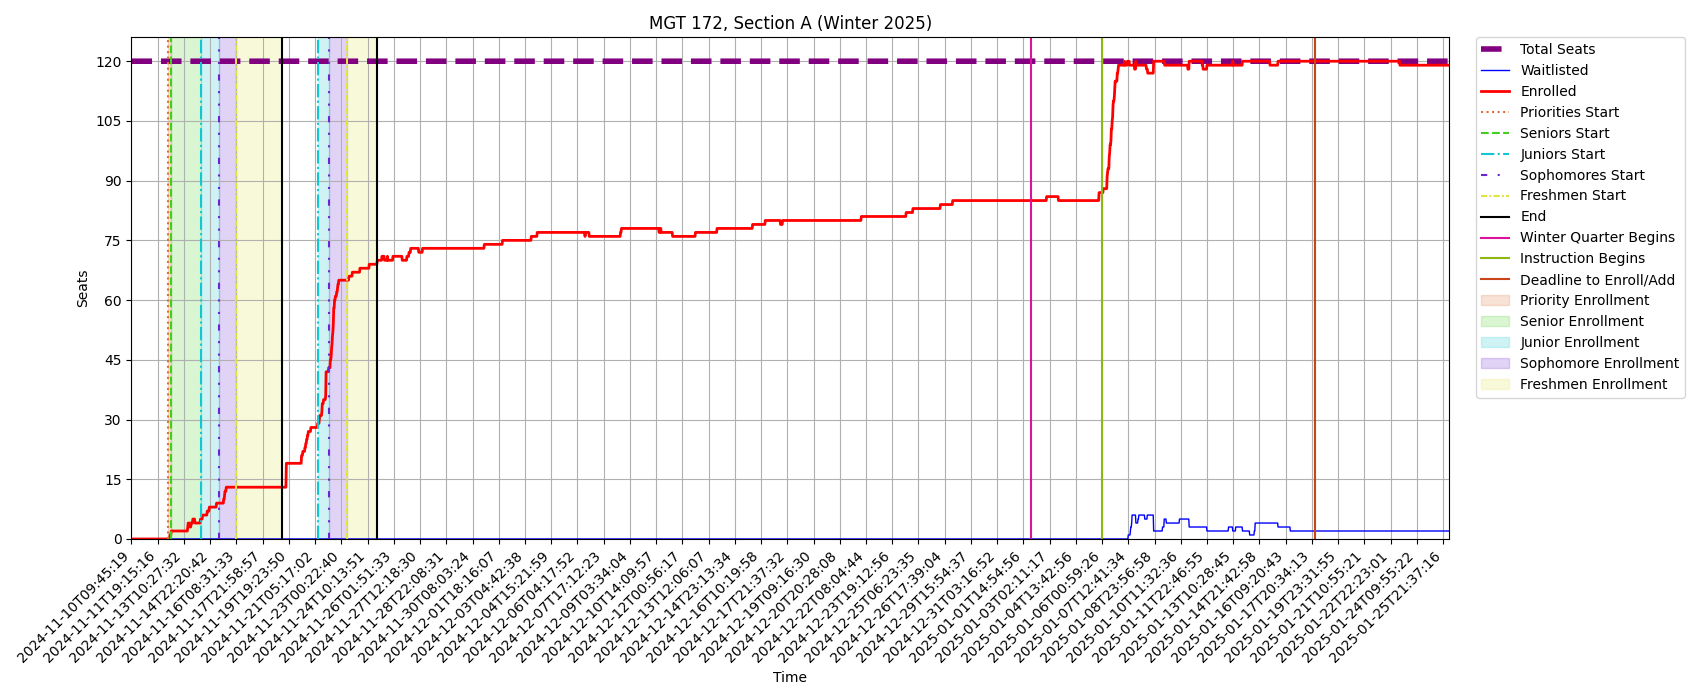 MGT 172, Section A (Winter 2025)
Seats
120
105
90
75
60
45
30
15
0
2024-11-10T09:45:19
2024-11-11T19:15:16
2024-11-13T10:27:32
2024-11-14T22:20:42
2024-11-16T08:31:33
2024-11-17T21:58:57
2024-11-19T19:23:50
2024-11-21T05:17:02
2024-11-23T00:22:40
2024-11-24T10:13:51
2024-11-26T01:51:33
2024-11-27T12:18:30
2024-11-28T22:08:31
2024-11-30T08:03:24
2024-12-01T18:16:07
2024-12-03T04:42:38
2024-12-04T15:21:59
2024-12-06T04:17:52
2024-12-07T17:12:23
2024-12-09T03:34:04
2024-12-10T14:09:57
2024-12-12T00:56:17
2024-12-13T12:06:07
2024-12-14T23:13:34
2024-12-16T10:19:58
2024-12-17T21:37:32
2024-12-19T09:16:30
2024-12-20T20:28:08
2024-12-22T08:04:44
2024-12-23T19:12:56
2024-12-25T06:23:35
2024-12-26T17:39:04
2024-12-29T15:54:37
2024-12-31T03:16:52
2025-01-01T14:54:56
2025-01-03T02:11:17
2025-01-04T13:42:56
2025-01-06T00:59:26
2025-01-07T12:41:34
2025-01-08T23:56:58
2025-01-10T11:32:36
2025-01-11T22:46:55
2025-01-13T10:28:45
2025-01-14T21:42:58
2025-01-16T09:20:43
2025-01-17T20:34:13
2025-01-19T23:31:55
2025-01-21T10:55:21
2025-01-22T22:23:01
2025-01-24T09:55:22
2025-01-25T21:37:16
Time
Total Seats
Waitlisted
Enrolled
Priorities Start
Seniors Start
Juniors Start
Sophomores Start
Freshmen Start
End
Winter Quarter Begins
Instruction Begins
Deadline to Enroll/Add
Priority Enrollment
Senior Enrollment
Junior Enrollment
Sophomore Enrollment
Freshmen Enrollment